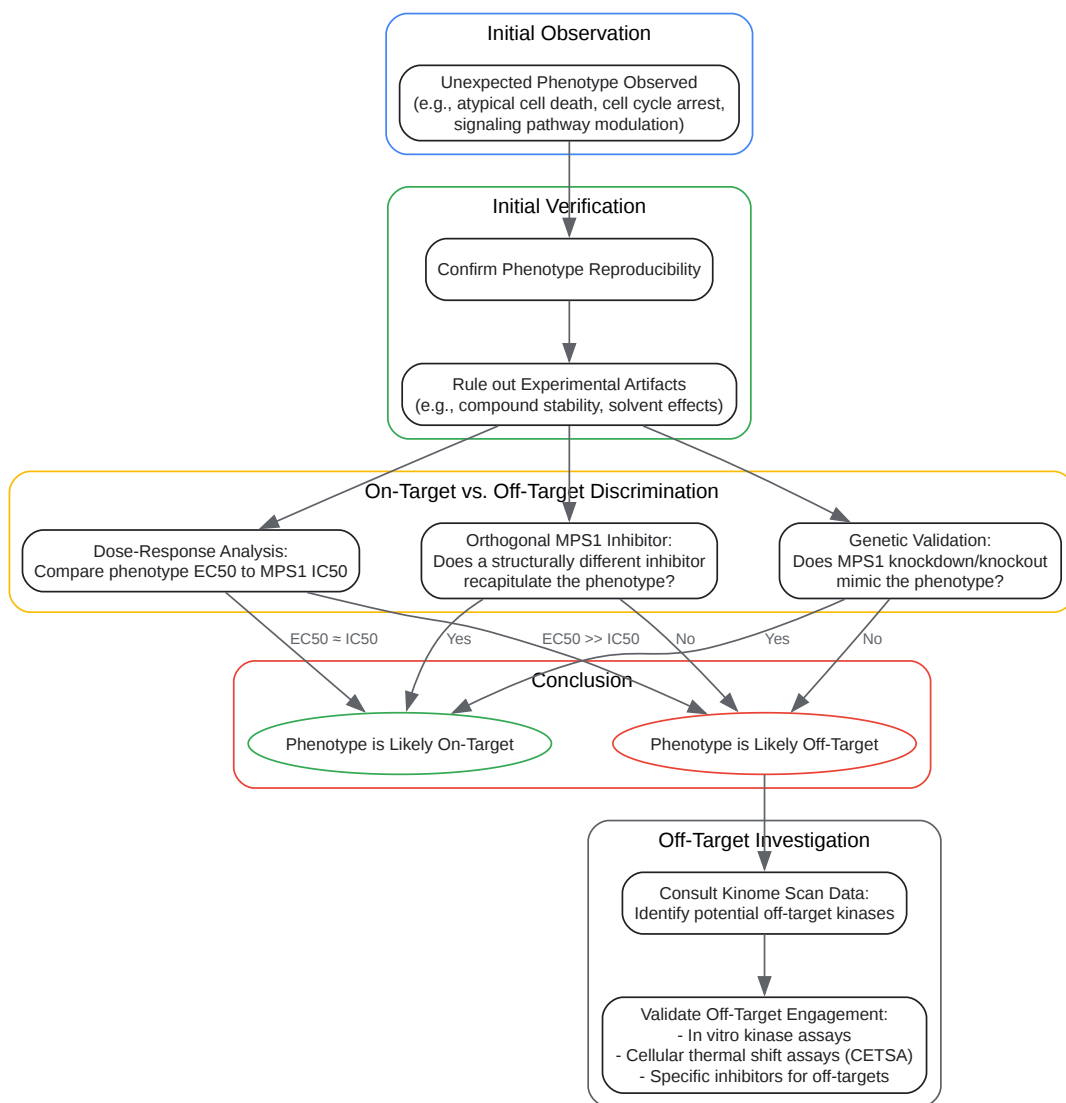 Initial Observation
Unexpected Phenotype Observed
(e.g., atypical cell death, cell cycle arrest,
signaling pathway modulation)
Initial Verification
Confirm Phenotype Reproducibility
Rule out Experimental Artifacts
(e.g., compound stability, solvent effects)
On-Target vs. Off-Target Discrimination
Dose-Response Analysis:
Compare phenotype EC50 to MPS1 IC50
Orthogonal MPS1 Inhibitor:
Does a structurally different inhibitor
recapitulate the phenotype?
Genetic Validation:
Does MPS1 knockdown/knockout
mimic the phenotype?
EC50 ≈ IC50
Yes
EC50 >> IC50
No
Yes
No
Conclusion
Phenotype is Likely On-Target
Phenotype is Likely Off-Target
Off-Target Investigation
Consult Kinome Scan Data:
Identify potential off-target kinases
Validate Off-Target Engagement:
- In vitro kinase assays
- Cellular thermal shift assays (CETSA)
- Specific inhibitors for off-targets